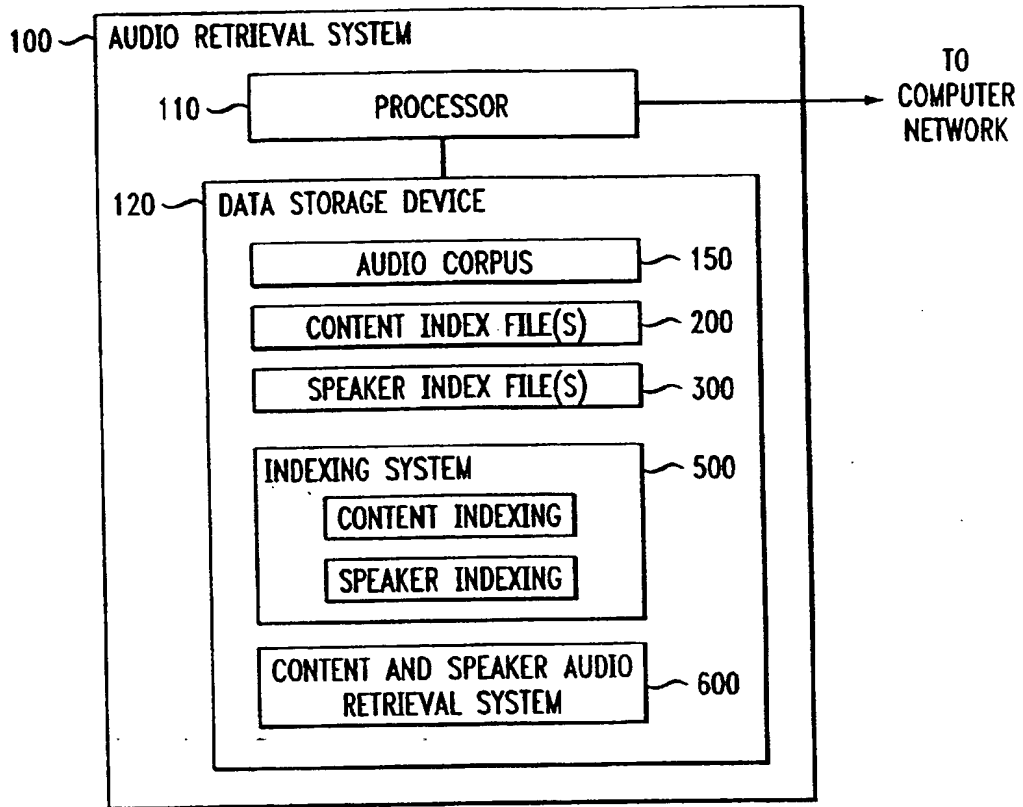 100 AUDIO RETRIEVAL SYSTEM
110 PROCESSOR
TO
COMPUTER
NETWORK
120 DATA STORAGE DEVICE
AUDIO CORPUS 150
CONTENT INDEX FILE(S) 200
SPEAKER INDEX FILE(S) 300
INDEXING SYSTEM 500
CONTENT INDEXING
SPEAKER INDEXING
CONTENT AND SPEAKER AUDIO
RETRIEVAL SYSTEM 600